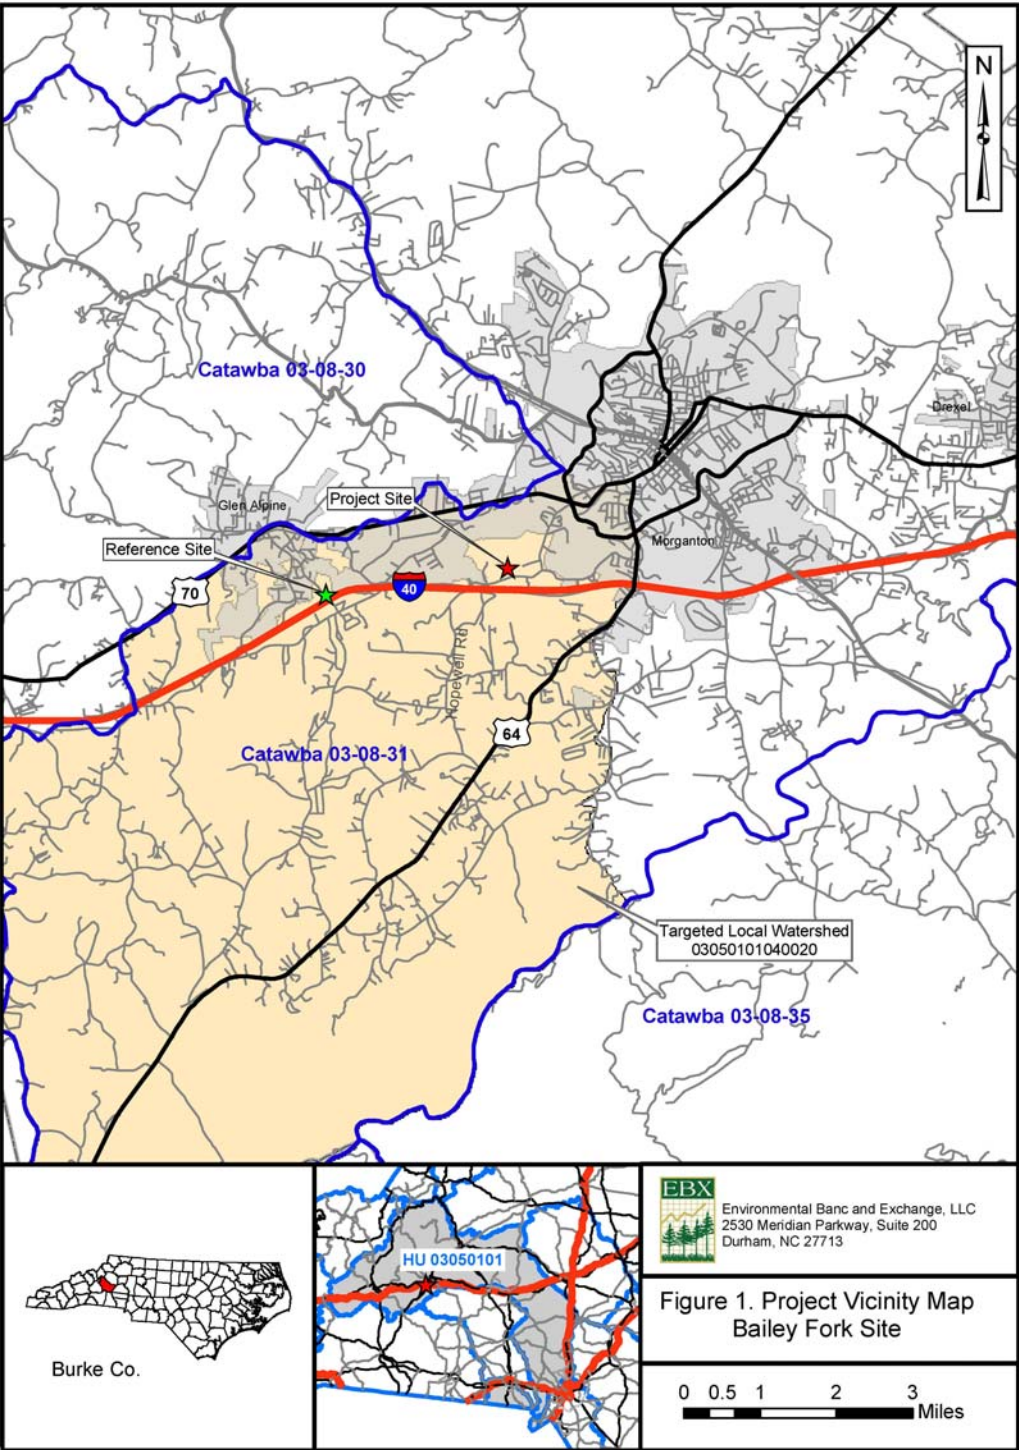 N
Catawba 03-08-30
Drexel
Project Site
Glen Alpine
Reference Site
Morganton
70
40
Hopewell Rd
64
Catawba 03-08-31
Targeted Local Watershed
03050101040020
Catawba 03-08-35
Burke Co.
HU 03050101
EBX
Environmental Banc and Exchange, LLC
2530 Meridian Parkway, Suite 200
Durham, NC 27713
Figure 1. Project Vicinity Map
Bailey Fork Site
0 0.5 1 2 3
Miles